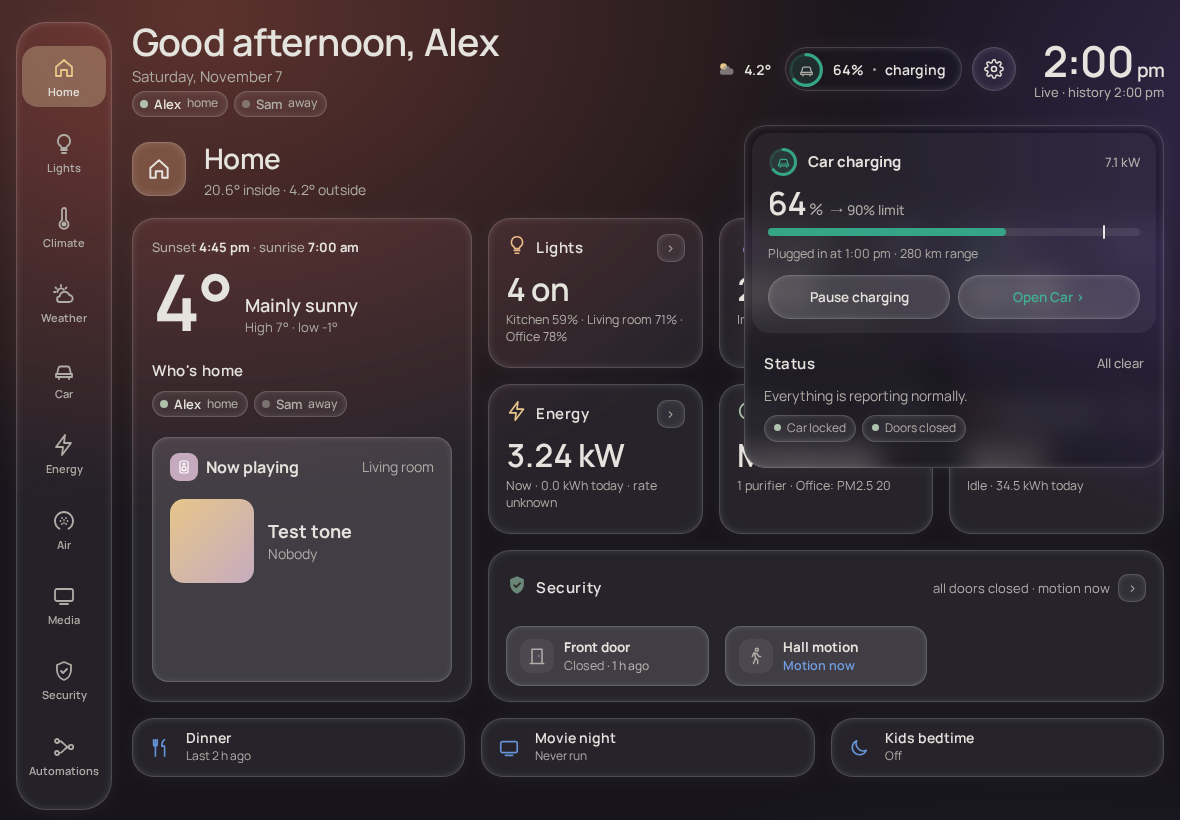 Good afternoon, Alex
Saturday, November 7
Alex home
Sam away
4.2°
64% · charging
2:00 pm
Live · history 2:00 pm
Home
Lights
Climate
Weather
Car
Energy
Air
Media
Security
Automations
Home
20.6° inside · 4.2° outside
Sunset 4:45 pm · sunrise 7:00 am
4°
Mainly sunny
High 7° · low -1°
Who's home
Alex home
Sam away
Now playing
Living room
Test tone
Nobody
Lights
4 on
Kitchen 59% · Living room 71% ·
Office 78%
Car charging
7.1 kW
64% → 90% limit
Plugged in at 1:00 pm · 280 km range
Pause charging
Open Car ›
Status
All clear
Everything is reporting normally.
Car locked
Doors closed
Energy
3.24 kW
Now · 0.0 kWh today · rate
unknown
1 purifier · Office: PM2.5 20
Idle · 34.5 kWh today
Security
all doors closed · motion now
Front door
Closed · 1 h ago
Hall motion
Motion now
Dinner
Last 2 h ago
Movie night
Never run
Kids bedtime
Off